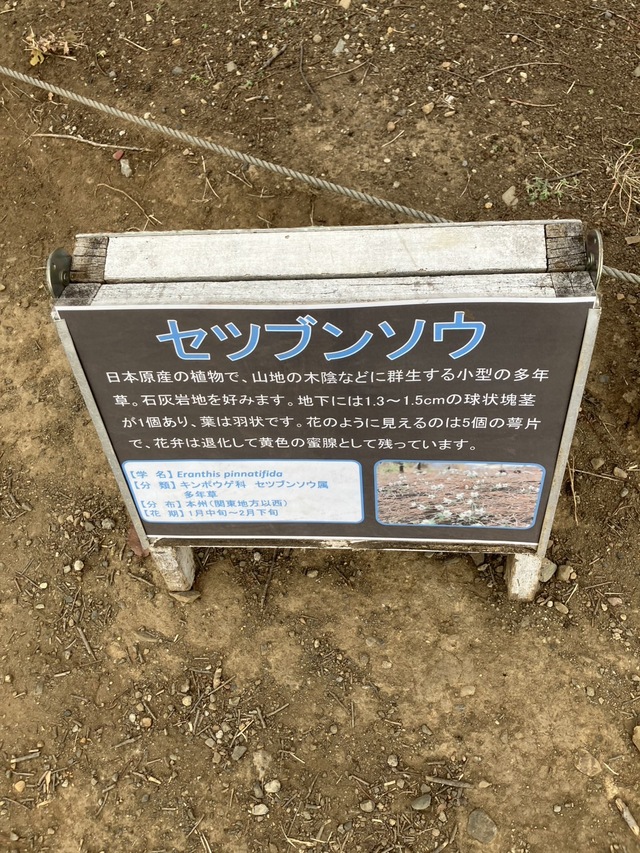 セツブンソウ
日本原産の植物で、山地の木陰などに群生する小型の多年
草。石灰岩地を好みます。地下には1.3～1.5cmの球状塊茎
が1個あり、葉は羽状です。花のように見えるのは5個の萼片
で、花弁は退化して黄色の蜜腺として残っています。
【学 名】 Eranthis pinnatifida
【分 類】 キンポウゲ科 セツブンソウ属
多年草
【分 布】 本州(関東地方以西)
【花 期】 1月中旬～2月下旬